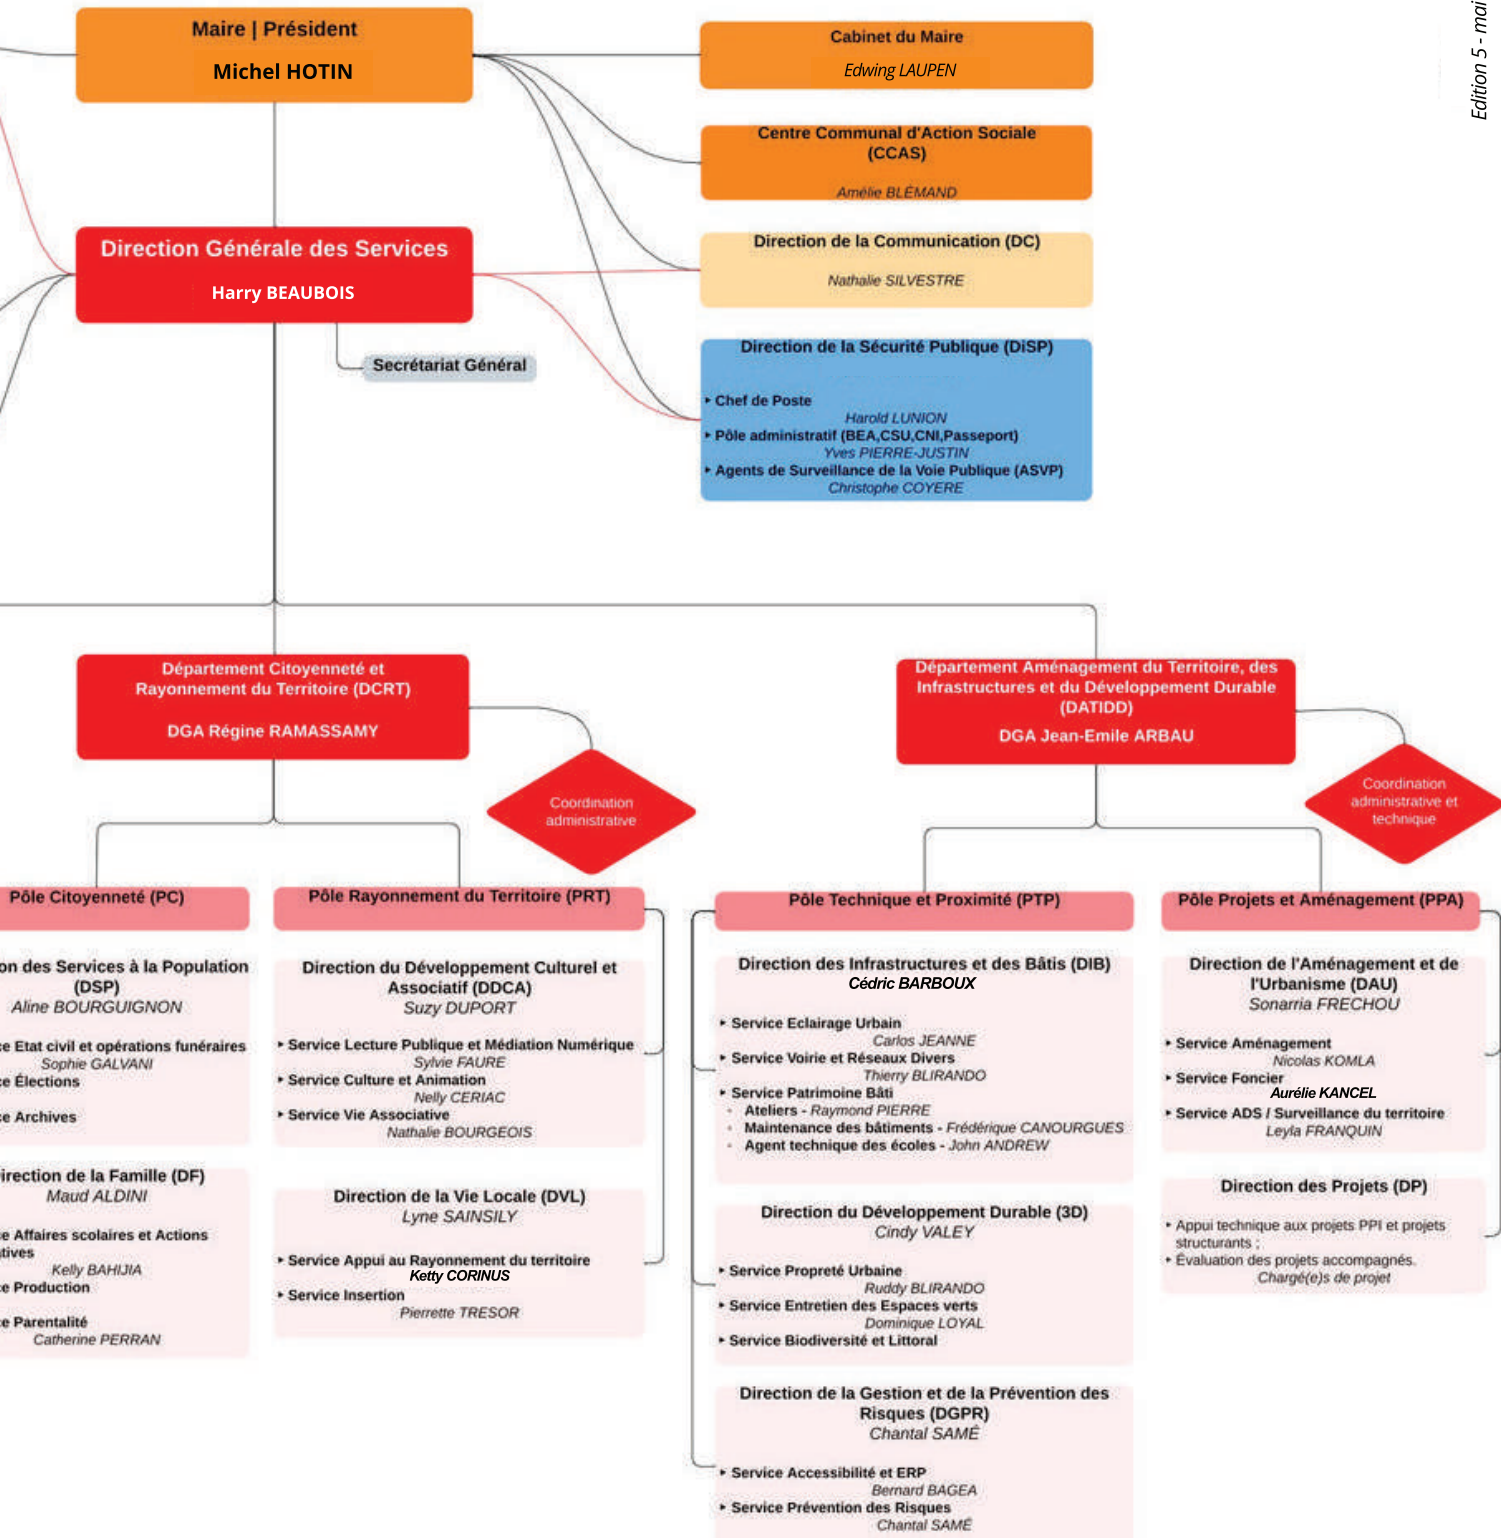 Edition 5 - mai
Maire | Président
Michel HOTIN
Cabinet du Maire
Edwing LAUPEN
Centre Communal d'Action Sociale
(CCAS)
Amélie BLÉMAND
Direction Générale des Services
Harry BEAUBOIS
Direction de la Communication (DC)
Nathalie SILVESTRE
Secrétariat Général
Direction de la Sécurité Publique (DiSP)
‣ Chef de Poste
Harold LUNION
‣ Pôle administratif (BEA,CSU,CNI,Passeport)
Yves PIERRE-JUSTIN
‣ Agents de Surveillance de la Voie Publique (ASVP)
Christophe COYERE
Département Citoyenneté et
Rayonnement du Territoire (DCRT)
DGA Régine RAMASSAMY
Coordination
administrative
Département Aménagement du Territoire, des
Infrastructures et du Développement Durable
(DATIDD)
DGA Jean-Emile ARBAU
Coordination
administrative et
technique
Pôle Citoyenneté (PC)
on des Services à la Population
(DSP)
Aline BOURGUIGNON
ce Etat civil et opérations funéraires
Sophie GALVANI
ce Élections
ce Archives
irection de la Famille (DF)
Maud ALDINI
ce Affaires scolaires et Actions
atives
Kelly BAHIJIA
ce Production
ce Parentalité
Catherine PERRAN
Pôle Rayonnement du Territoire (PRT)
Direction du Développement Culturel et
Associatif (DDCA)
Suzy DUPORT
‣ Service Lecture Publique et Médiation Numérique
Sylvie FAURE
‣ Service Culture et Animation
Nelly CERIAC
‣ Service Vie Associative
Nathalie BOURGEOIS
Direction de la Vie Locale (DVL)
Lyne SAINSILY
‣ Service Appui au Rayonnement du territoire
Ketty CORINUS
‣ Service Insertion
Pierrette TRESOR
Pôle Technique et Proximité (PTP)
Direction des Infrastructures et des Bâtis (DIB)
Cédric BARBOUX
‣ Service Eclairage Urbain
Carlos JEANNE
‣ Service Voirie et Réseaux Divers
Thierry BLIRANDO
‣ Service Patrimoine Bâti
◦ Ateliers - Raymond PIERRE
◦ Maintenance des bâtiments - Frédérique CANOURGUES
◦ Agent technique des écoles - John ANDREW
Direction du Développement Durable (3D)
Cindy VALEY
‣ Service Propreté Urbaine
Ruddy BLIRANDO
‣ Service Entretien des Espaces verts
Dominique LOYAL
‣ Service Biodiversité et Littoral
Direction de la Gestion et de la Prévention des
Risques (DGPR)
Chantal SAMÉ
‣ Service Accessibilité et ERP
Bernard BAGEA
‣ Service Prévention des Risques
Chantal SAMÉ
Pôle Projets et Aménagement (PPA)
Direction de l'Aménagement et de
l'Urbanisme (DAU)
Sonarria FRECHOU
‣ Service Aménagement
Nicolas KOMLA
‣ Service Foncier
Aurélie KANCEL
‣ Service ADS / Surveillance du territoire
Leyla FRANQUIN
Direction des Projets (DP)
‣ Appui technique aux projets PPI et projets
structurants ;
‣ Évaluation des projets accompagnés.
Chargé(e)s de projet